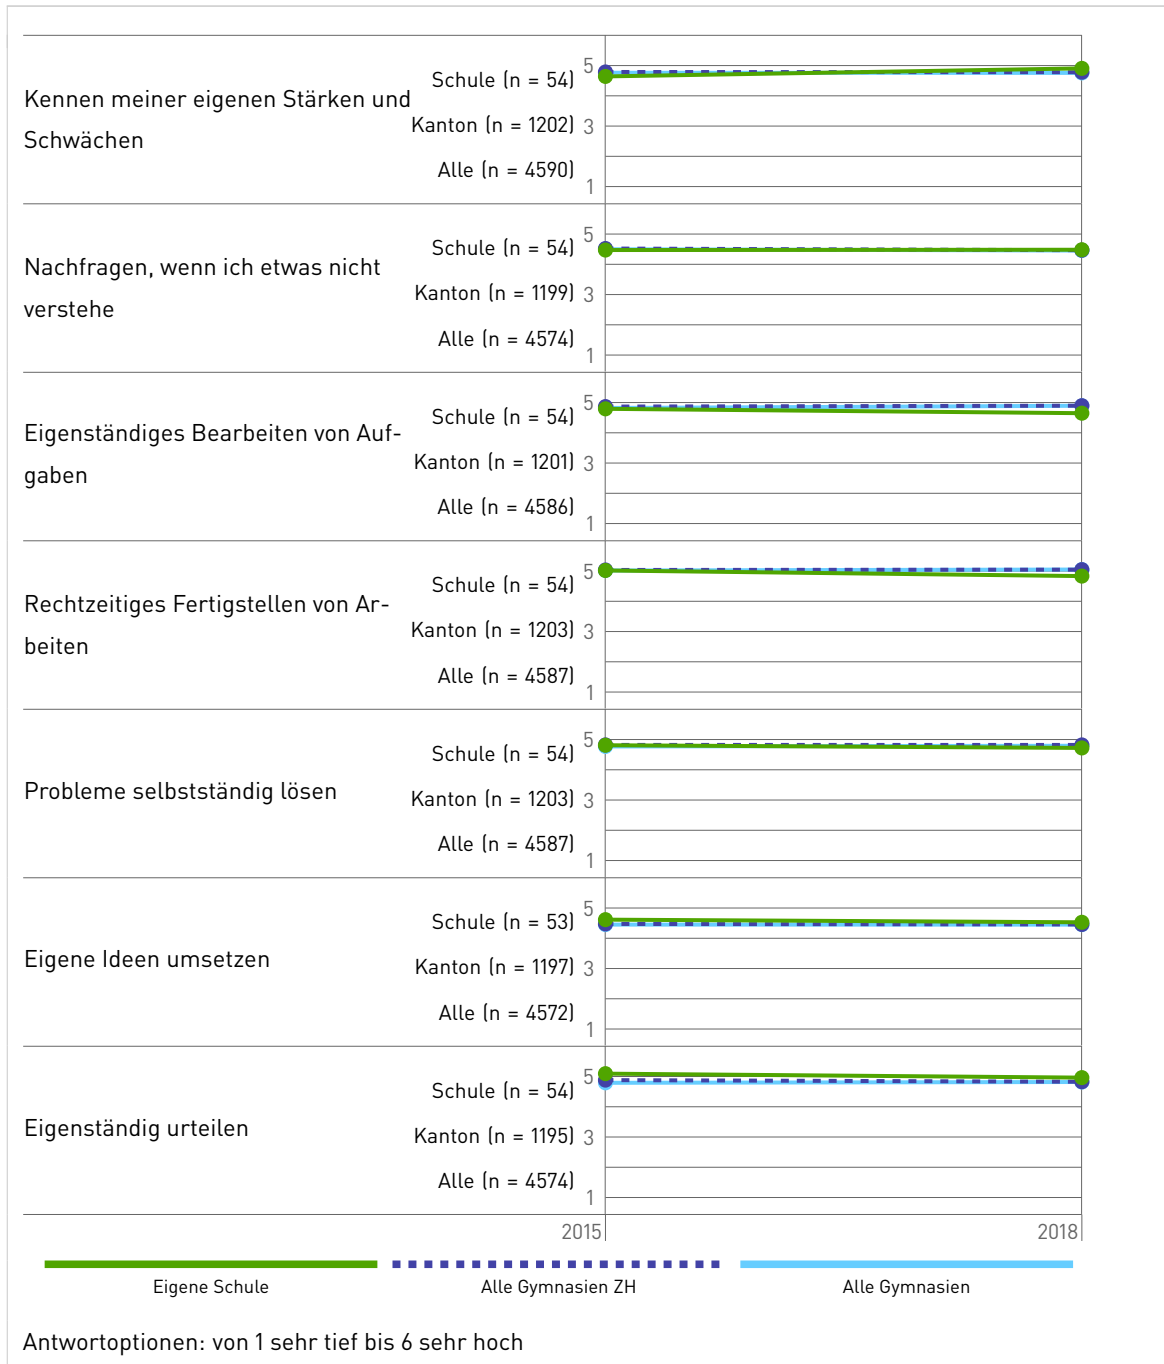 Kennen meiner eigenen Stärken und
Schwächen
Schule (n = 54)
Kanton (n = 1202)
Alle (n = 4590)
5
3
1
Nachfragen, wenn ich etwas nicht
verstehe
Schule (n = 54)
Kanton (n = 1199)
Alle (n = 4574)
5
3
1
Eigenständiges Bearbeiten von Auf-
gaben
Schule (n = 54)
Kanton (n = 1201)
Alle (n = 4586)
5
3
1
Rechtzeitiges Fertigstellen von Ar-
beiten
Schule (n = 54)
Kanton (n = 1203)
Alle (n = 4587)
5
3
1
Probleme selbstständig lösen
Schule (n = 54)
Kanton (n = 1203)
Alle (n = 4587)
5
3
1
Eigene Ideen umsetzen
Schule (n = 53)
Kanton (n = 1197)
Alle (n = 4572)
5
3
1
Eigenständig urteilen
Schule (n = 54)
Kanton (n = 1195)
Alle (n = 4574)
5
3
1
2015 2018
Eigene Schule Alle Gymnasien ZH Alle Gymnasien
Antwortoptionen: von 1 sehr tief bis 6 sehr hoch